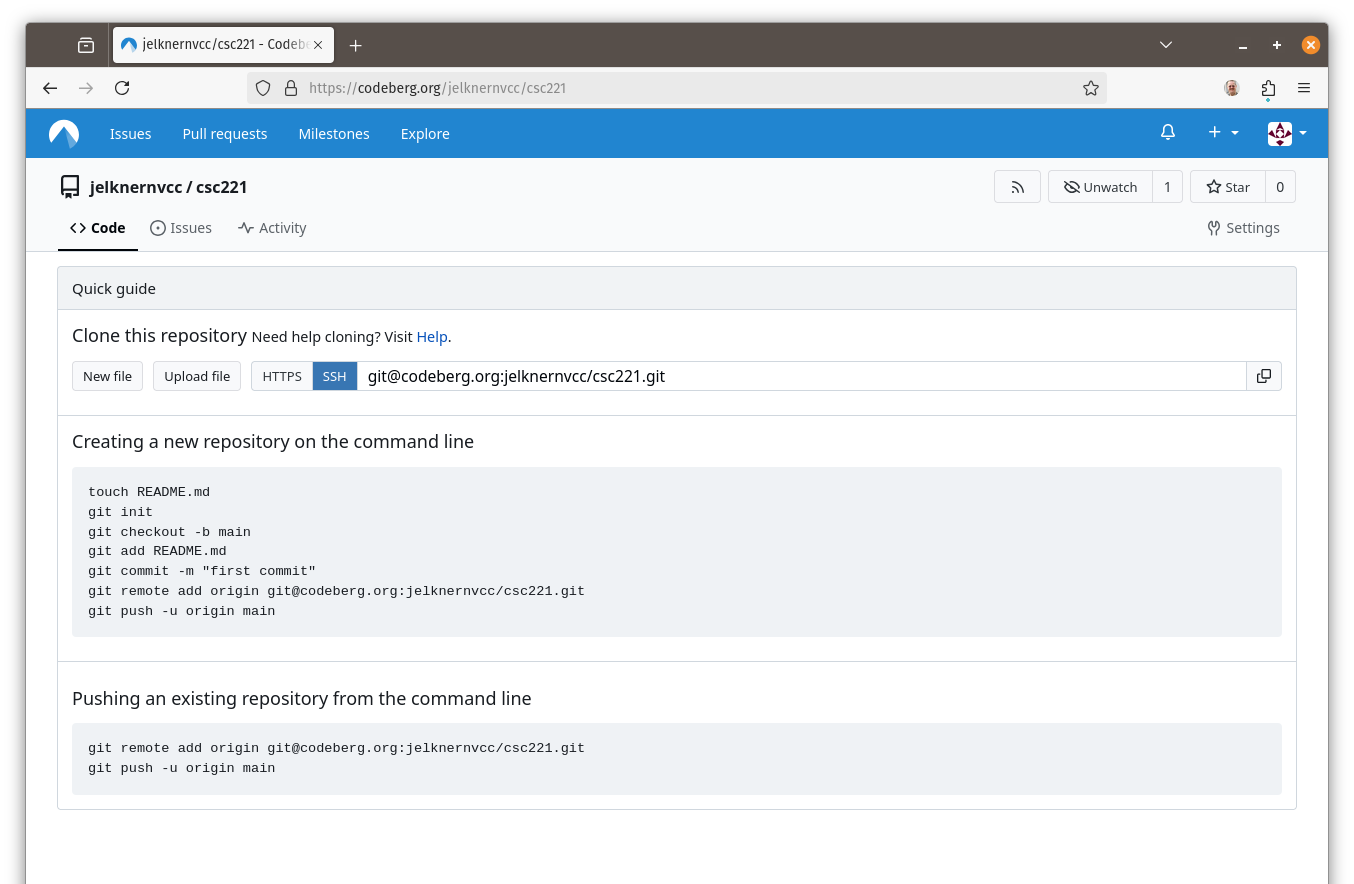 jelknernvcc/csc221 - Codebe
https://codeberg.org/jelknernvcc/csc221
Issues Pull requests Milestones Explore
jelknernvcc / csc221
Unwatch 1 Star 0
Code Issues Activity Settings
Quick guide
Clone this repository Need help cloning? Visit Help.
New file Upload file HTTPS SSH git@codeberg.org:jelknernvcc/csc221.git
Creating a new repository on the command line
touch README.md
git init
git checkout -b main
git add README.md
git commit -m "first commit"
git remote add origin git@codeberg.org:jelknernvcc/csc221.git
git push -u origin main
Pushing an existing repository from the command line
git remote add origin git@codeberg.org:jelknernvcc/csc221.git
git push -u origin main